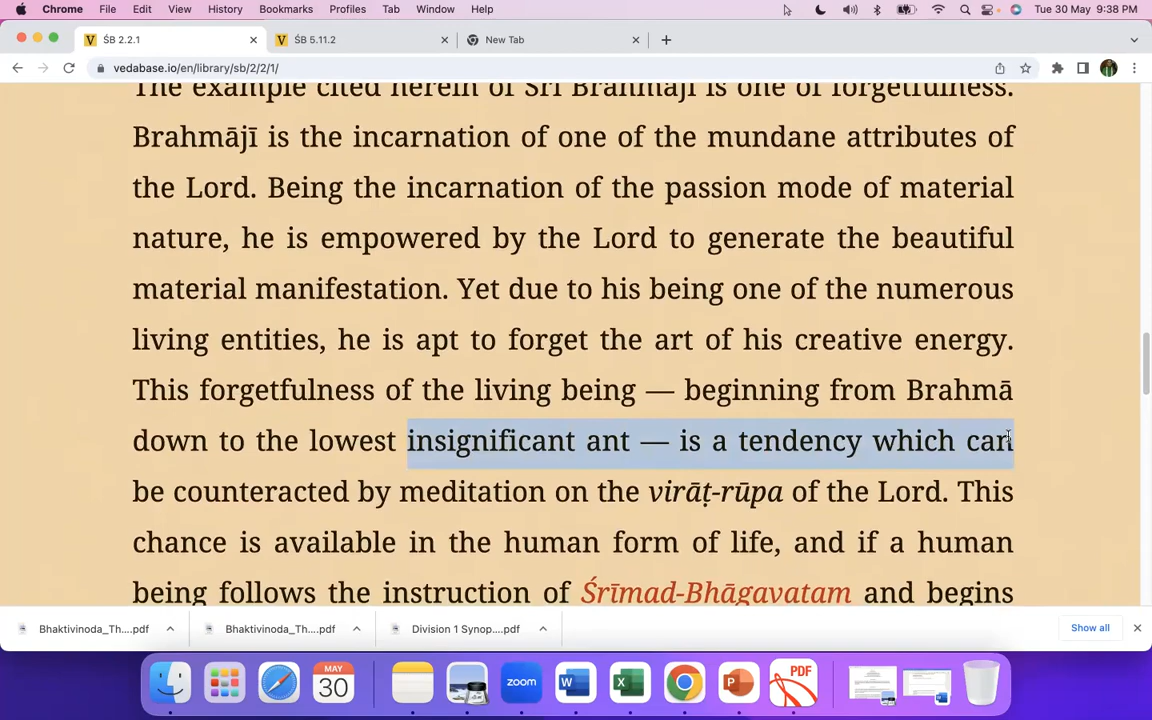 Chrome File Edit View History Bookmarks Profiles Tab Window Help Tue 30 May 9:38 PM
ŚB 2.2.1 ŚB 5.11.2 New Tab
vedabase.io/en/library/sb/2/2/1/
The example cited herein of Śrī Brahmājī is one of forgetfulness.
Brahmājī is the incarnation of one of the mundane attributes of
the Lord. Being the incarnation of the passion mode of material
nature, he is empowered by the Lord to generate the beautiful
material manifestation. Yet due to his being one of the numerous
living entities, he is apt to forget the art of his creative energy.
This forgetfulness of the living being — beginning from Brahmā
down to the lowest insignificant ant — is a tendency which can
be counteracted by meditation on the virāṭ-rūpa of the Lord. This
chance is available in the human form of life, and if a human
being follows the instruction of Śrīmad-Bhāgavatam and begins
Bhaktivinoda_Th....pdf Bhaktivinoda_Th....pdf Division 1 Synop....pdf Show all
MAY
30
zoom
W
X
P
PDF